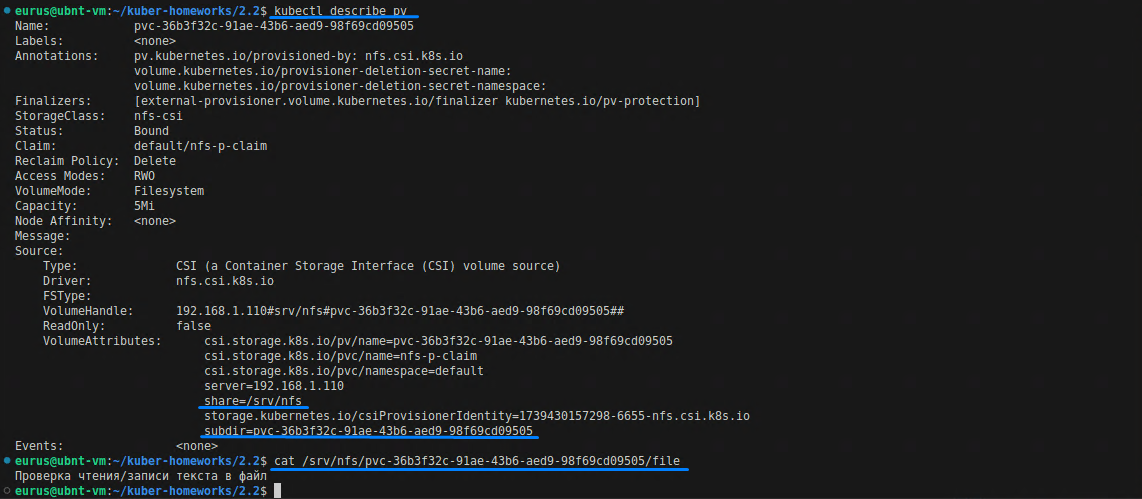 eurus@ubnt-vm:~/kuber-homeworks/2.2$ kubectl describe pv
Name: pvc-36b3f32c-91ae-43b6-aed9-98f69cd09505
Labels: <none>
Annotations: pv.kubernetes.io/provisioned-by: nfs.csi.k8s.io
volume.kubernetes.io/provisioner-deletion-secret-name:
volume.kubernetes.io/provisioner-deletion-secret-namespace:
Finalizers: [external-provisioner.volume.kubernetes.io/finalizer kubernetes.io/pv-protection]
StorageClass: nfs-csi
Status: Bound
Claim: default/nfs-p-claim
Reclaim Policy: Delete
Access Modes: RWO
VolumeMode: Filesystem
Capacity: 5Mi
Node Affinity: <none>
Message:
Source:
Type: CSI (a Container Storage Interface (CSI) volume source)
Driver: nfs.csi.k8s.io
FSType:
VolumeHandle: 192.168.1.110#srv/nfs#pvc-36b3f32c-91ae-43b6-aed9-98f69cd09505##
ReadOnly: false
VolumeAttributes: csi.storage.k8s.io/pv/name=pvc-36b3f32c-91ae-43b6-aed9-98f69cd09505
csi.storage.k8s.io/pvc/name=nfs-p-claim
csi.storage.k8s.io/pvc/namespace=default
server=192.168.1.110
share=/srv/nfs
storage.kubernetes.io/csiProvisionerIdentity=1739430157298-6655-nfs.csi.k8s.io
subdir=pvc-36b3f32c-91ae-43b6-aed9-98f69cd09505
Events: <none>
eurus@ubnt-vm:~/kuber-homeworks/2.2$ cat /srv/nfs/pvc-36b3f32c-91ae-43b6-aed9-98f69cd09505/file
Проверка чтения/записи текста в файл
eurus@ubnt-vm:~/kuber-homeworks/2.2$